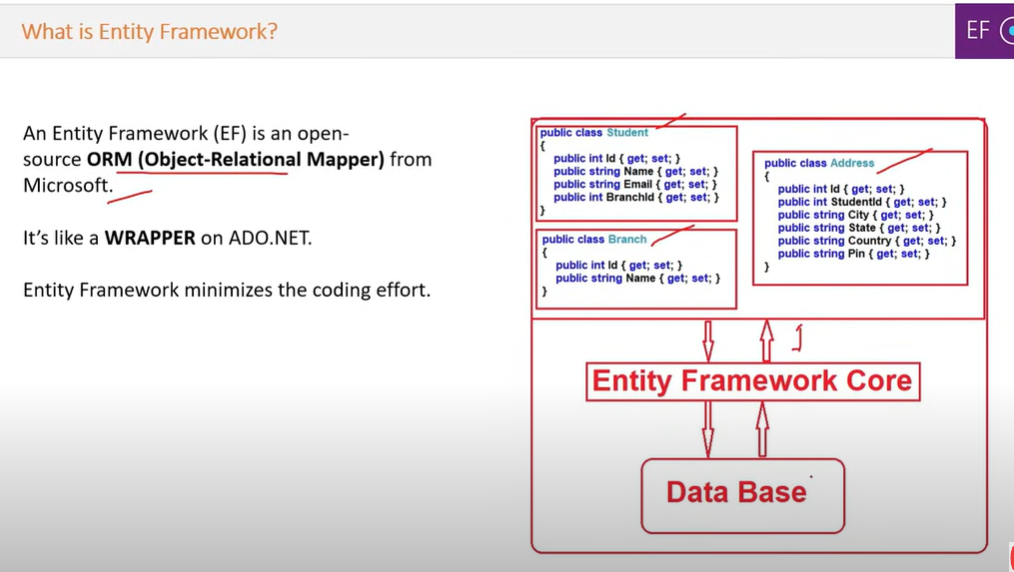 What is Entity Framework?
EF
An Entity Framework (EF) is an open-
source ORM (Object-Relational Mapper) from
Microsoft.
It's like a WRAPPER on ADO.NET.
Entity Framework minimizes the coding effort.
public class Student
{
public int Id { get; set; }
public string Name { get; set; }
public string Email { get; set; }
public int BranchId { get; set; }
}
public class Branch
{
public int Id { get; set; }
public string Name { get; set; }
}
public class Address
{
public int Id { get; set; }
public int StudentId { get; set; }
public string City { get; set; }
public string State { get; set; }
public string Country { get; set; }
public string Pin { get; set; }
}
Entity Framework Core
Data Base